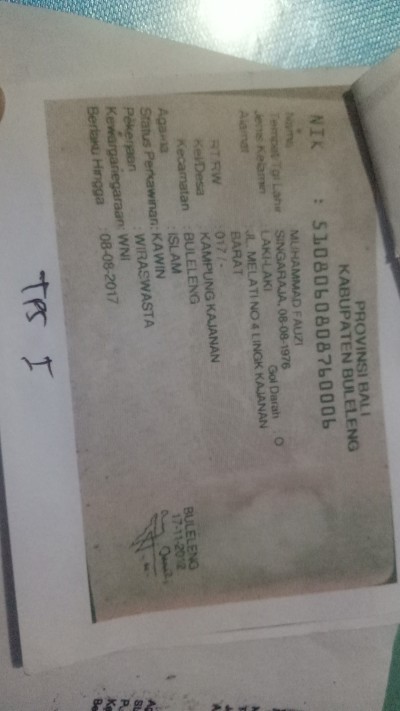 PROVINSI BALI
KABUPATEN BULELENG
NIK : 5108060808760006
Nama MUHAMMAD FAUZI
Tempat/Tgl Lahir SINGARAJA, 08-08-1976
Jenis Kelamin LAKI-LAKI Gol Darah O
Alamat JL. MELATI NO 4 LINGK KAJANAN
BARAT
RT/RW 017 / -
Kel/Desa KAMPUNG KAJANAN
Kecamatan : BULELENG
Agama : ISLAM
Status Perkawinan: KAWIN
Pekerjaan : WIRASWASTA
Kewarganegaraan: WNI
Berlaku Hingga : 08-08-2017
BULELENG
17-11-2012
TPS I